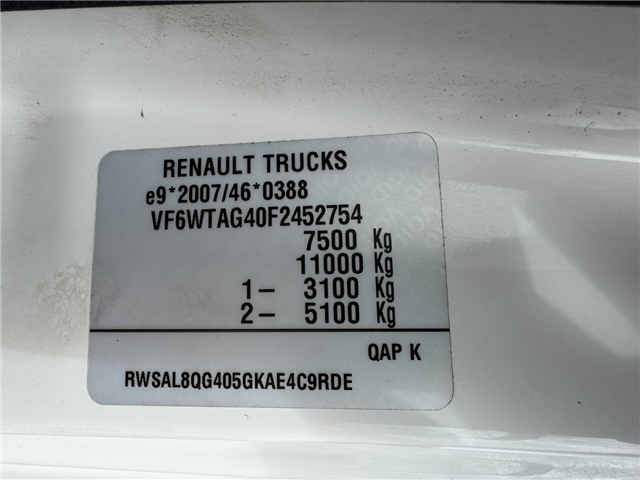 RENAULT TRUCKS
e9*2007/46*0388
VF6WTAG40F2452754
7500 Kg
11000 Kg
1- 3100 Kg
2- 5100 Kg
QAP K
RWSAL8QG405GKAE4C9RDE